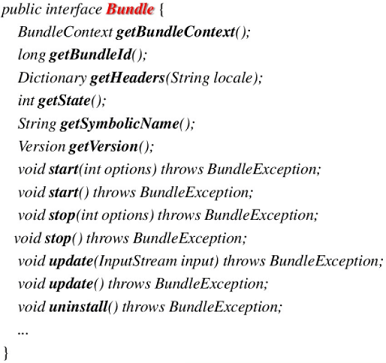 public interface Bundle {
BundleContext getBundleContext();
long getBundleId();
Dictionary getHeaders(String locale);
int getState();
String getSymbolicName();
Version getVersion();
void start(int options) throws BundleException;
void start() throws BundleException;
void stop(int options) throws BundleException;
void stop() throws BundleException;
void update(InputStream input) throws BundleException;
void update() throws BundleException;
void uninstall() throws BundleException;
...
}